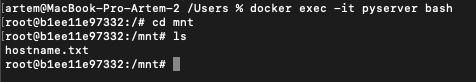 artem@MacBook-Pro-Artem-2 /Users % docker exec -it pyserver bash
root@b1ee11e97332:/# cd mnt
root@b1ee11e97332:/mnt# ls
hostname.txt
root@b1ee11e97332:/mnt#